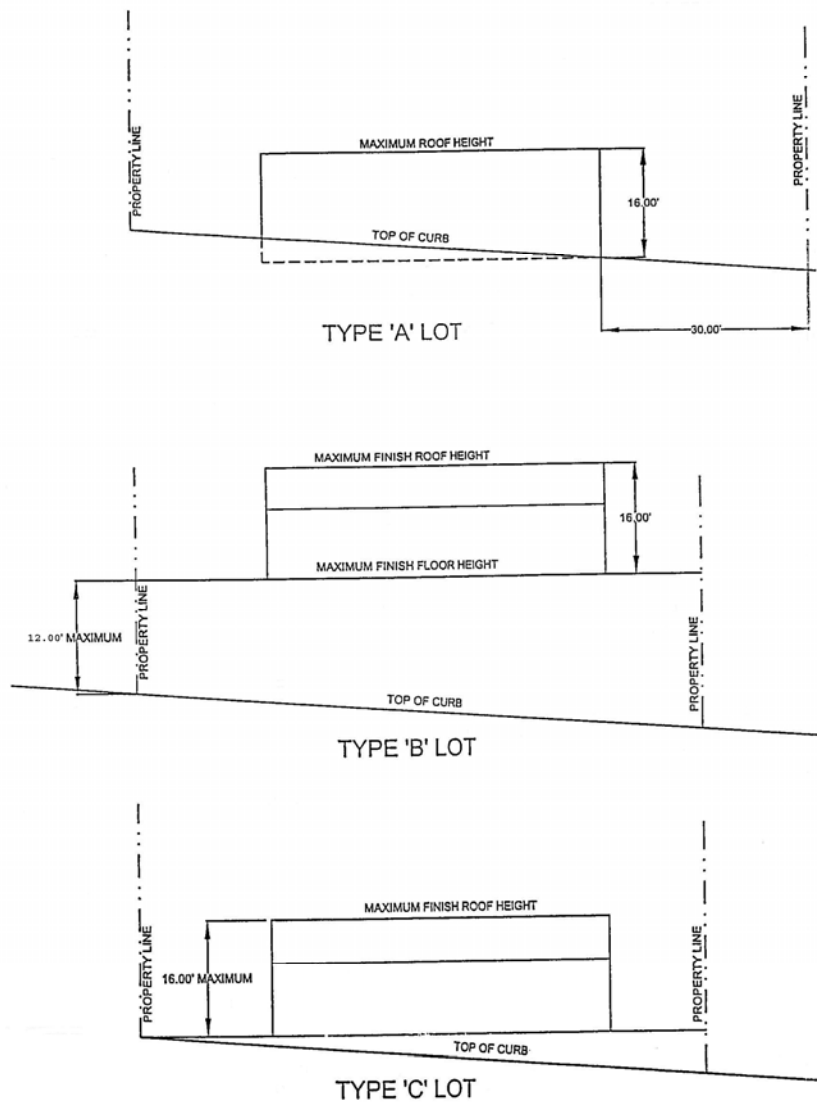 PROPERTY LINE
MAXIMUM ROOF HEIGHT
PROPERTY LINE
16.00'
TOP OF CURB
30.00'
TYPE 'A' LOT
MAXIMUM FINISH ROOF HEIGHT
16.00'
MAXIMUM FINISH FLOOR HEIGHT
12.00' MAXIMUM
PROPERTY LINE
PROPERTY LINE
TOP OF CURB
TYPE 'B' LOT
MAXIMUM FINISH ROOF HEIGHT
16.00' MAXIMUM
PROPERTY LINE
PROPERTY LINE
TOP OF CURB
TYPE 'C' LOT